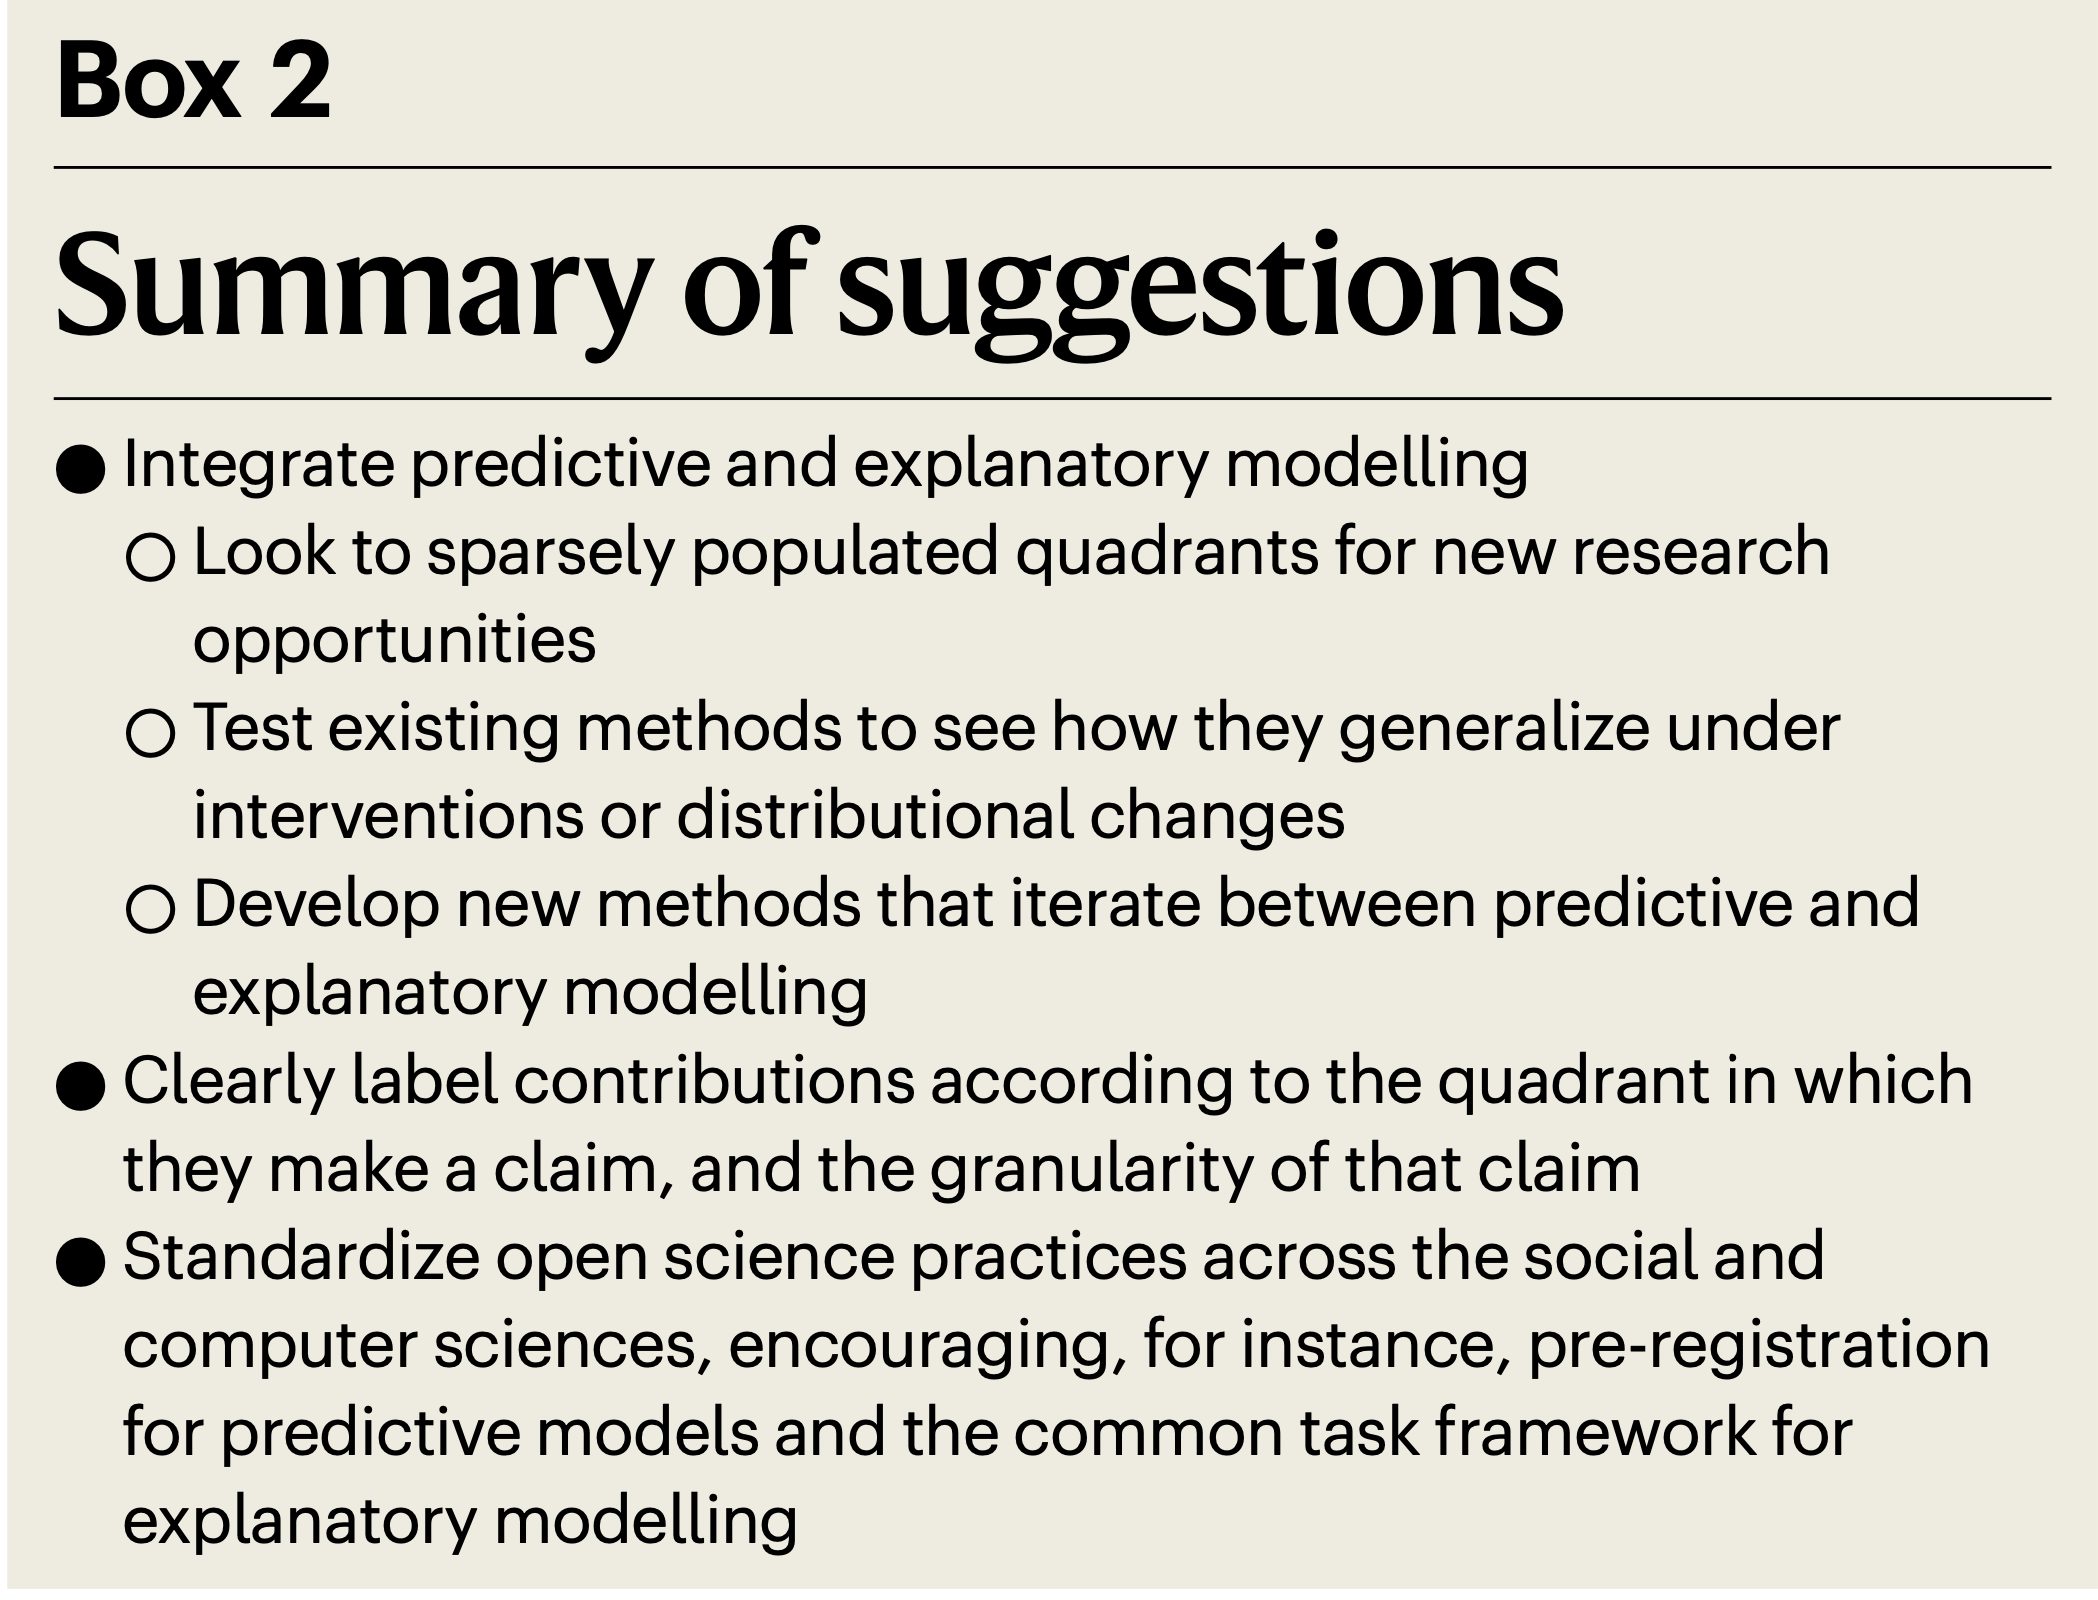 Box 2
Summary of suggestions
● Integrate predictive and explanatory modelling
○ Look to sparsely populated quadrants for new research
opportunities
○ Test existing methods to see how they generalize under
interventions or distributional changes
○ Develop new methods that iterate between predictive and
explanatory modelling
● Clearly label contributions according to the quadrant in which
they make a claim, and the granularity of that claim
● Standardize open science practices across the social and
computer sciences, encouraging, for instance, pre-registration
for predictive models and the common task framework for
explanatory modelling